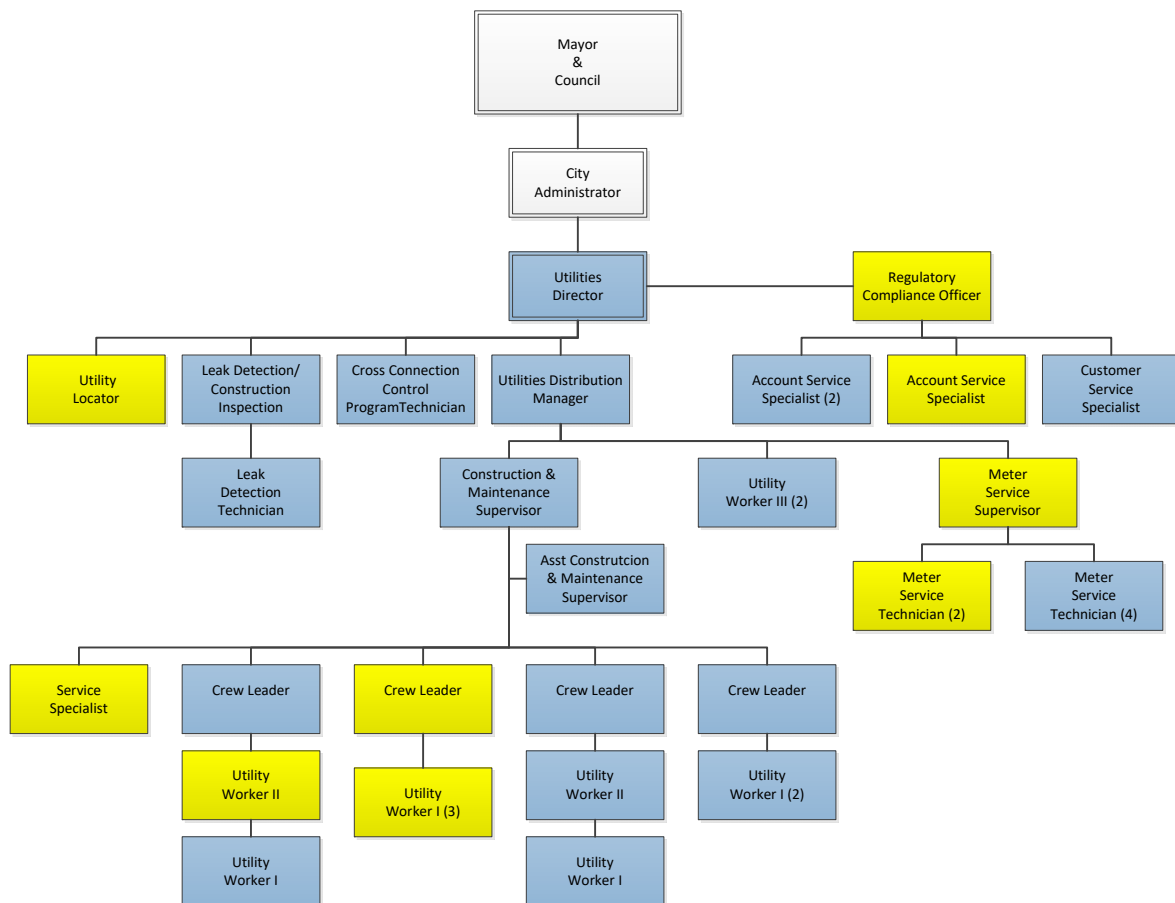 Mayor
&
Council
City
Administrator
Utilities
Director
Regulatory
Compliance Officer
Utility
Locator
Leak Detection/
Construction
Inspection
Cross Connection
Control
ProgramTechnician
Utilities Distribution
Manager
Account Service
Specialist (2)
Account Service
Specialist
Customer
Service
Specialist
Leak
Detection
Technician
Construction &
Maintenance
Supervisor
Utility
Worker III (2)
Meter
Service
Supervisor
Asst Construtcion
& Maintenance
Supervisor
Meter
Service
Technician (2)
Meter
Service
Technician (4)
Service
Specialist
Crew Leader
Crew Leader
Crew Leader
Crew Leader
Utility
Worker II
Utility
Worker I (3)
Utility
Worker II
Utility
Worker I (2)
Utility
Worker I
Utility
Worker I